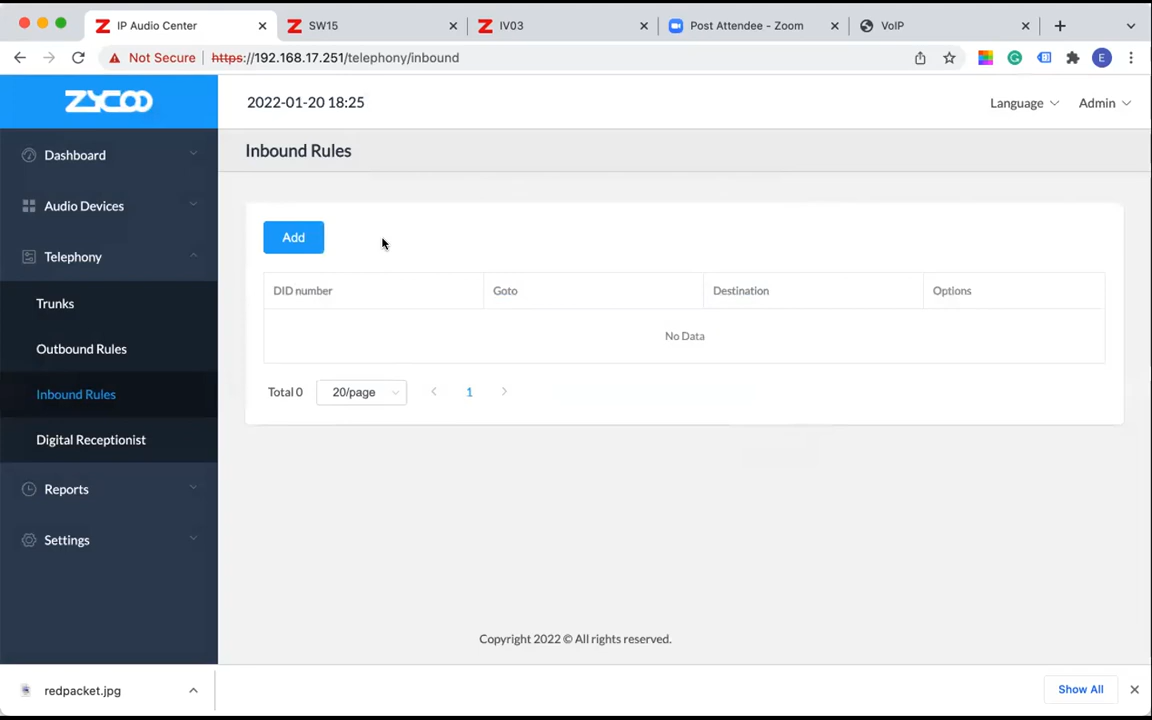 IP Audio Center
SW15
IV03
Post Attendee - Zoom
VoIP
Not Secure https://192.168.17.251/telephony/inbound
E
ZYCOO
2022-01-20 18:25
Language
Admin
Dashboard
Audio Devices
Telephony
Trunks
Outbound Rules
Inbound Rules
Digital Receptionist
Reports
Settings
Inbound Rules
Add
DID number Goto Destination Options
No Data
Total 0 20/page 1
Copyright 2022 © All rights reserved.
redpacket.jpg
Show All